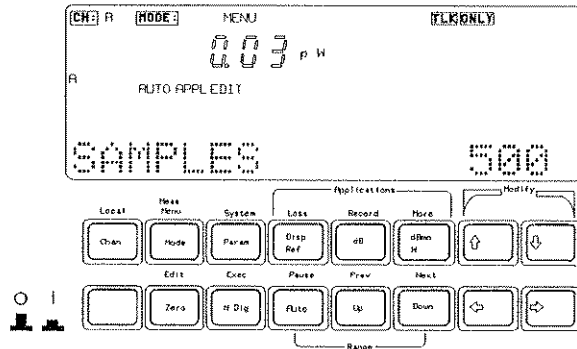 CH: A MODE: MENU TLK ONLY
0.03 pW
A
AUTO APPL EDIT
SAMPLES 500
Applications Modify
Local Meas Menu System Loss Record More
Chan Mode Param Disp Ref dB dBm W
Edit Exec Pause Prev Next
Zero # Dig Auto Up Down
O I
Range